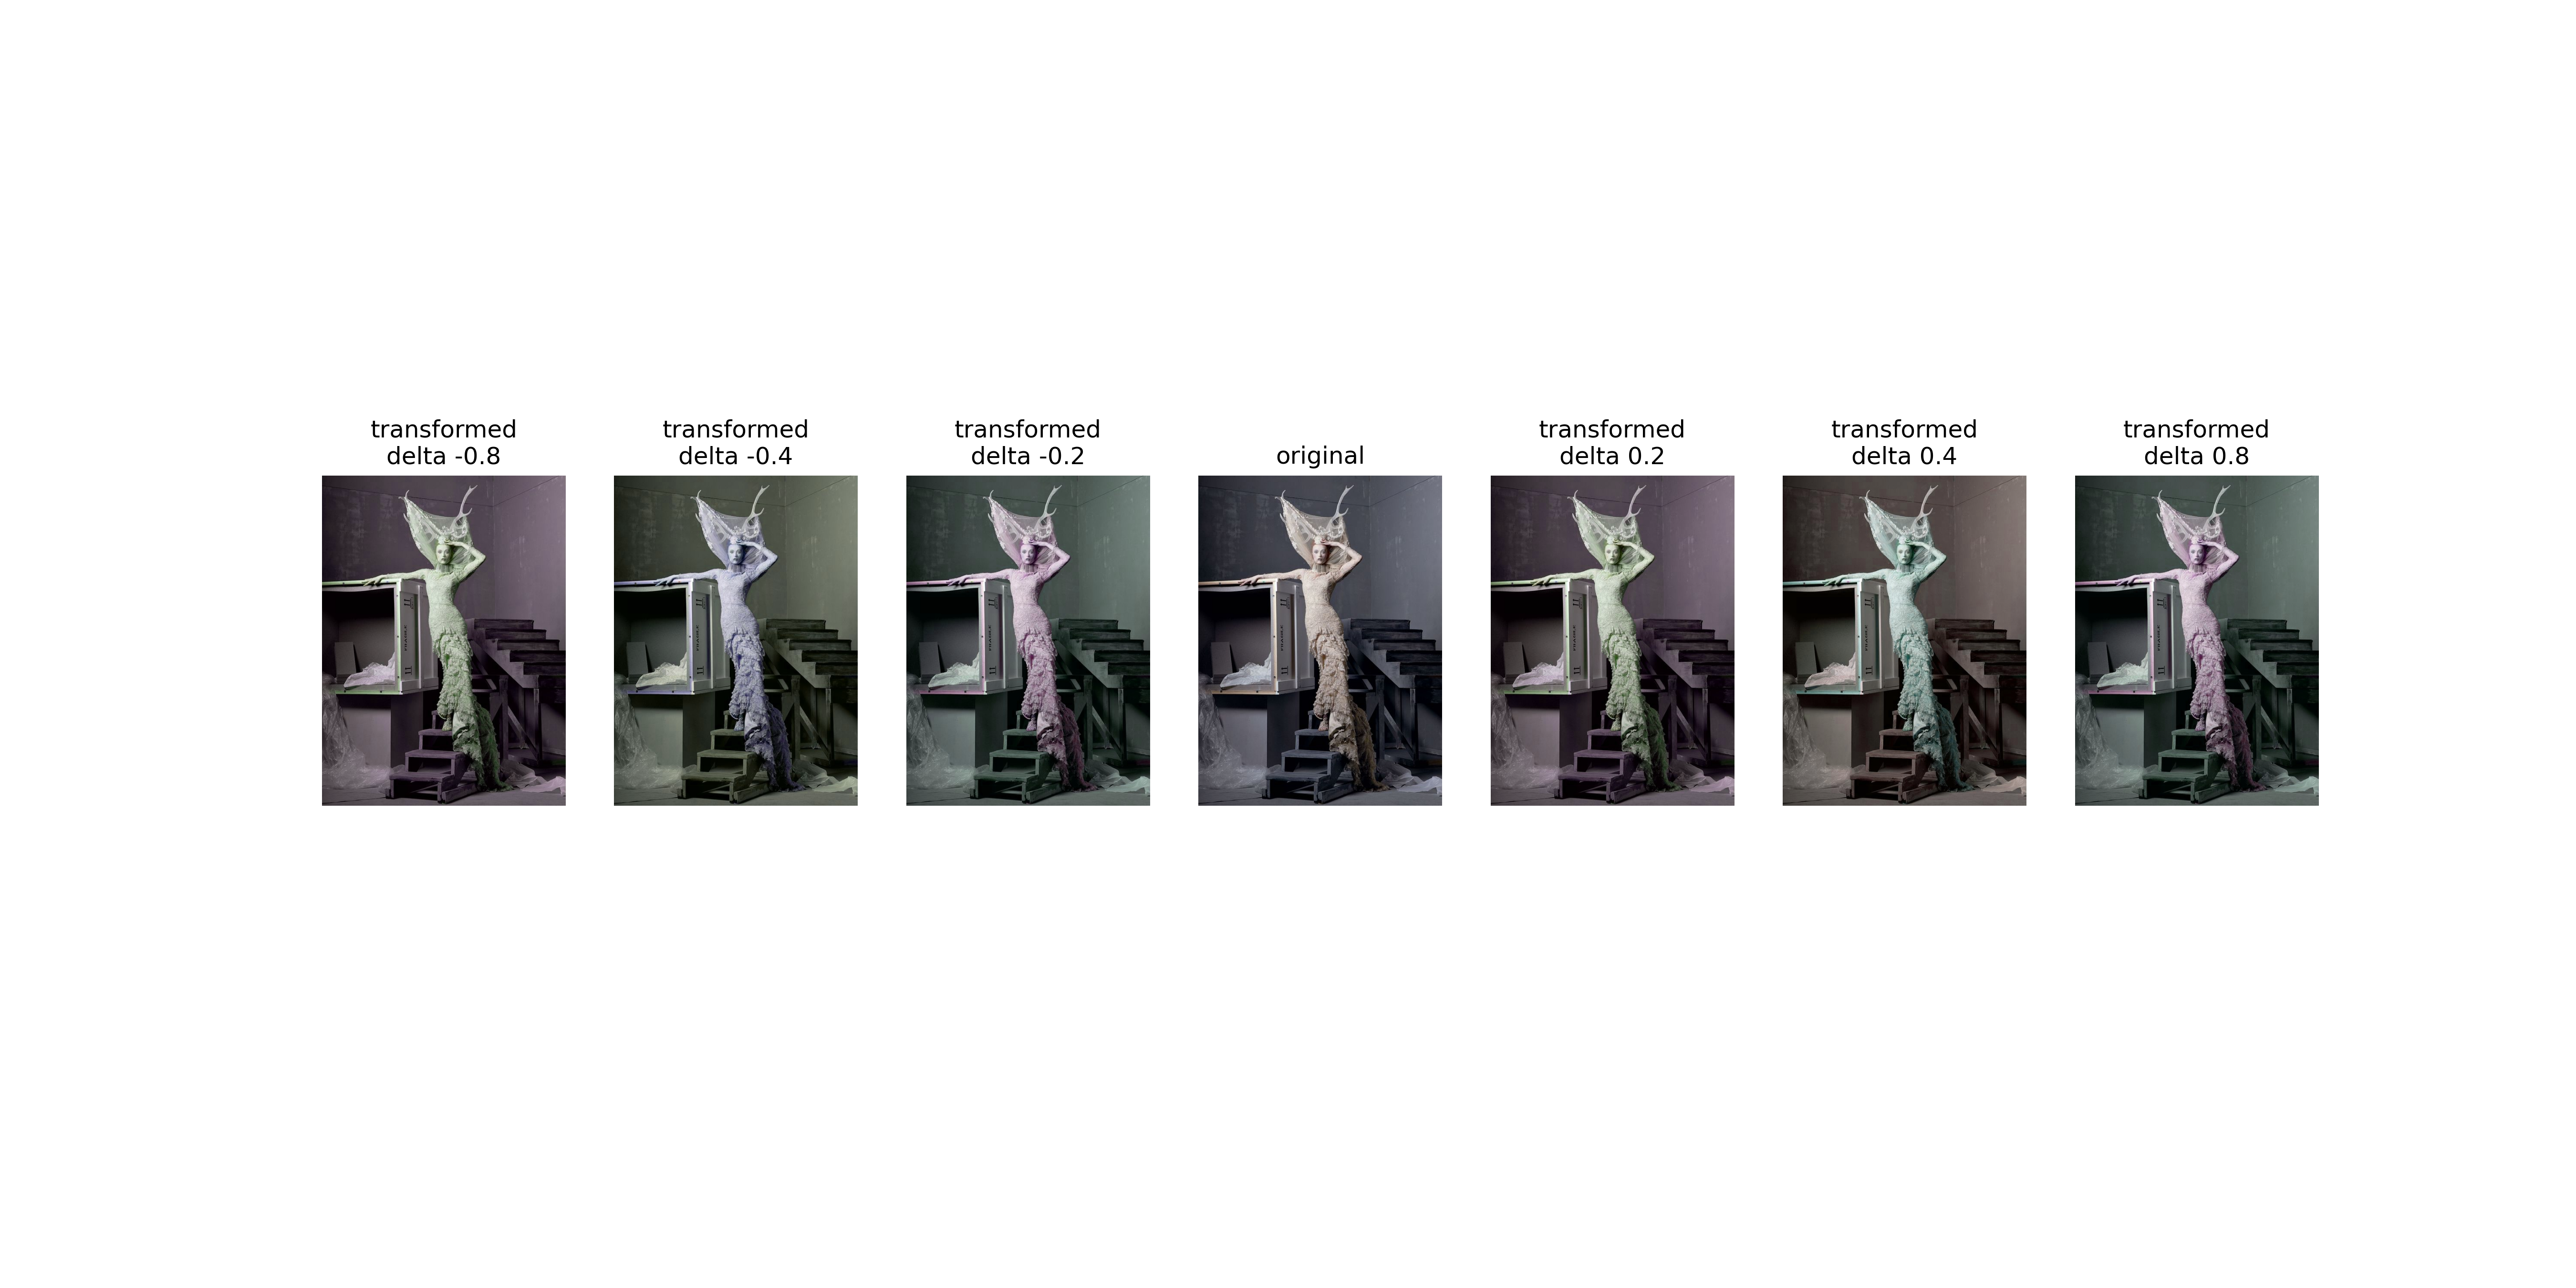 transformed
delta -0.8
transformed
delta -0.4
transformed
delta -0.2
original
transformed
delta 0.2
transformed
delta 0.4
transformed
delta 0.8